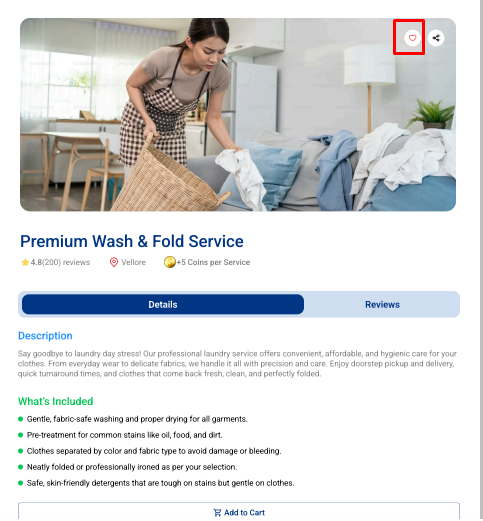 Premium Wash & Fold Service
4.8(200) reviews Vellore +5 Coins per Service
Details Reviews
Description
Say goodbye to laundry day stress! Our professional laundry service offers convenient, affordable, and hygienic care for your
clothes. From everyday wear to delicate fabrics, we handle it all with precision and care. Enjoy doorstep pickup and delivery,
quick turnaround times, and clothes that come back fresh, clean, and perfectly folded.
What's Included
Gentle, fabric-safe washing and proper drying for all garments.
Pre-treatment for common stains like oil, food, and dirt.
Clothes separated by color and fabric type to avoid damage or bleeding.
Neatly folded or professionally ironed as per your selection.
Safe, skin-friendly detergents that are tough on stains but gentle on clothes.
Add to Cart